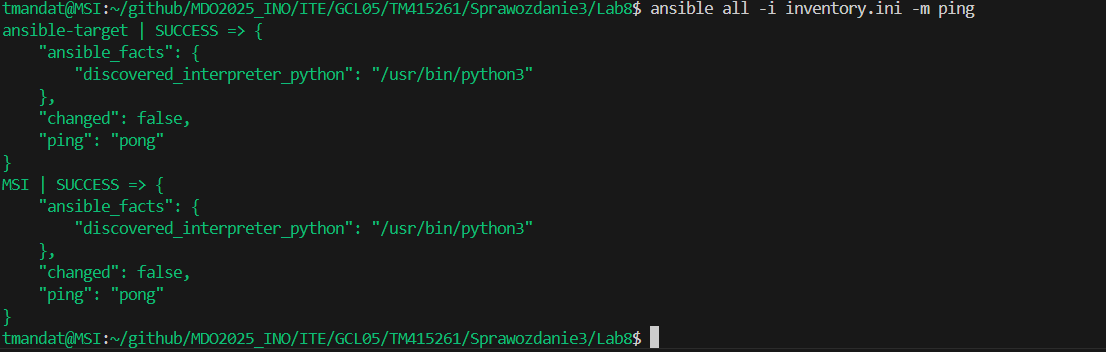 tmandat@MSI:~/github/MDO2025_INO/ITE/GCL05/TM415261/Sprawozdanie3/Lab8$ ansible all -i inventory.ini -m ping
ansible-target | SUCCESS => {
    "ansible_facts": {
        "discovered_interpreter_python": "/usr/bin/python3"
    },
    "changed": false,
    "ping": "pong"
}
MSI | SUCCESS => {
    "ansible_facts": {
        "discovered_interpreter_python": "/usr/bin/python3"
    },
    "changed": false,
    "ping": "pong"
}
tmandat@MSI:~/github/MDO2025_INO/ITE/GCL05/TM415261/Sprawozdanie3/Lab8$